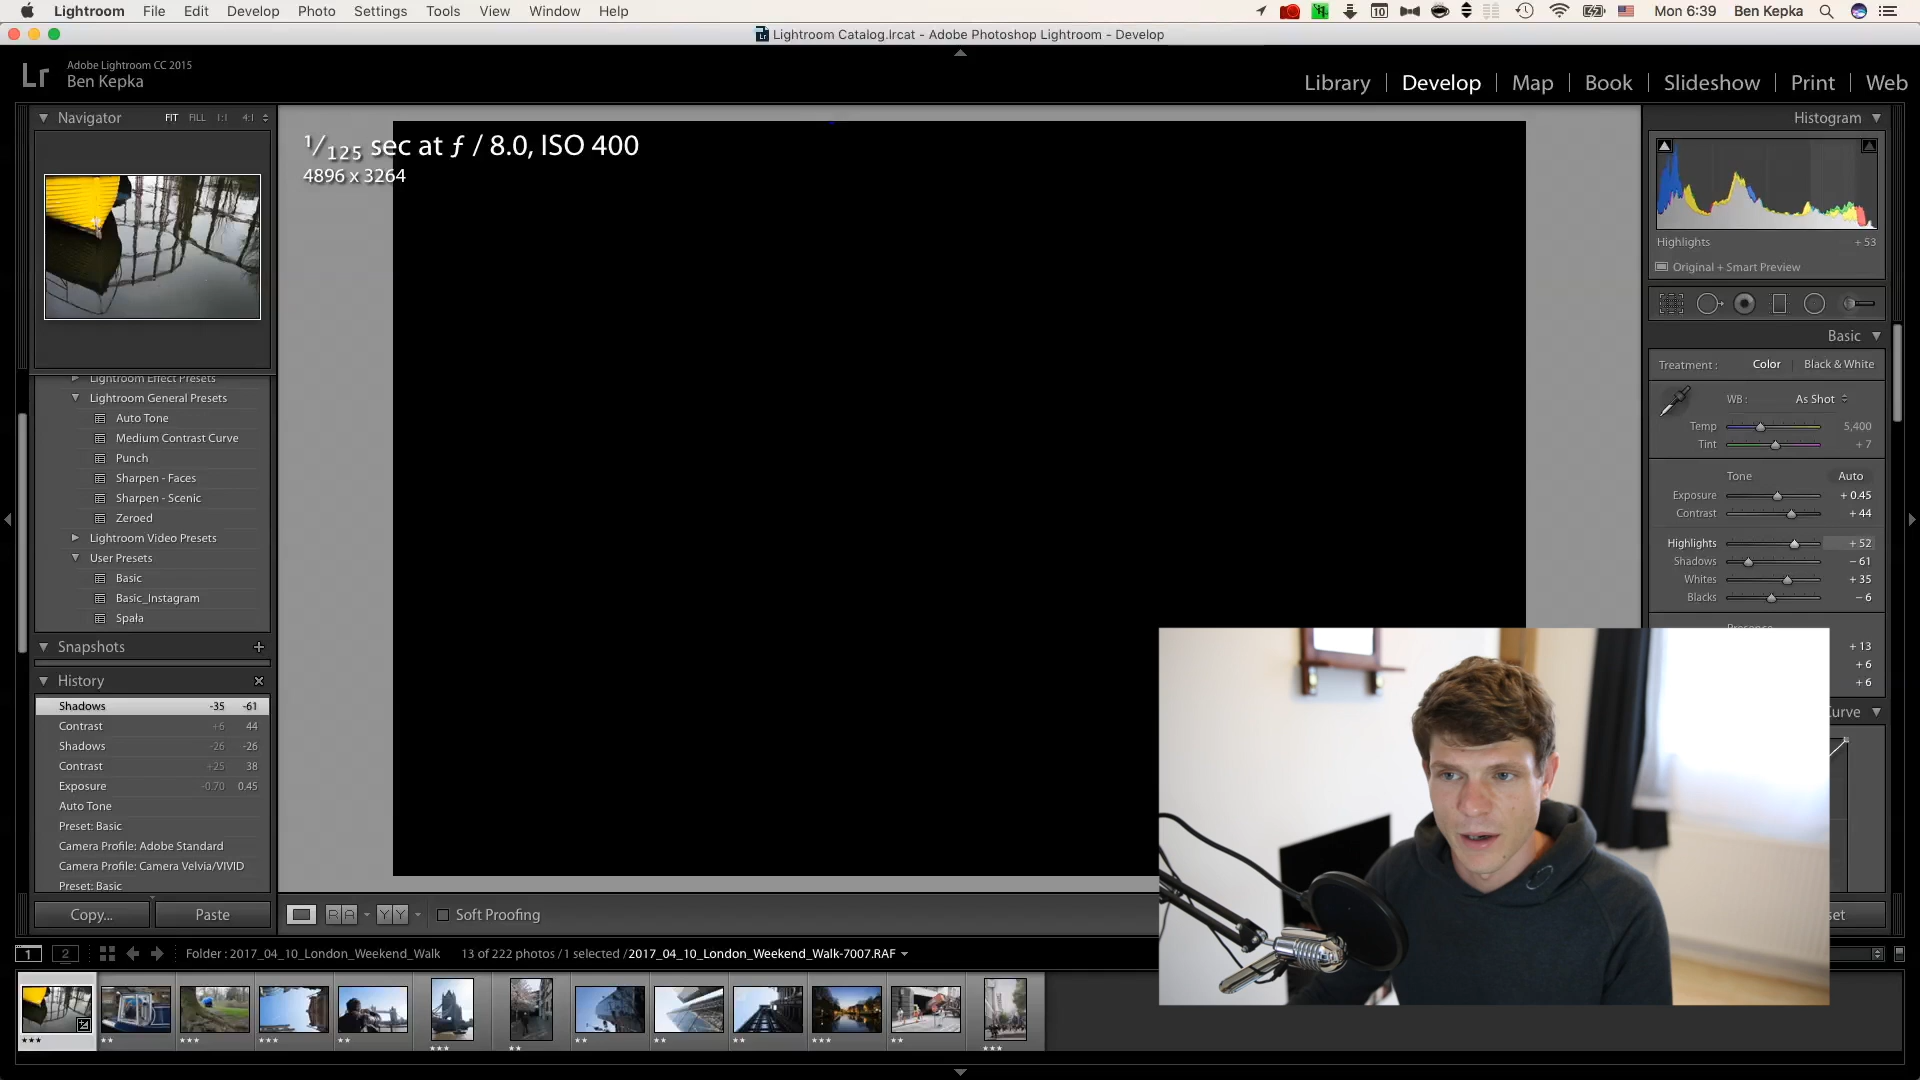 Lightroom File Edit Develop Photo Settings Tools View Window Help
10 Mon 6:39 Ben Kepka
Lightroom Catalog.lrcat - Adobe Photoshop Lightroom - Develop
Lr
Adobe Lightroom CC 2015
Ben Kepka
Library | Develop | Map | Book | Slideshow | Print | Web
Navigator FIT FILL 1:1 4:1
1/125 sec at ƒ / 8.0, ISO 400
4896 x 3264
Lightroom Effect Presets
Lightroom General Presets
Auto Tone
Medium Contrast Curve
Punch
Sharpen - Faces
Sharpen - Scenic
Zeroed
Lightroom Video Presets
User Presets
Basic
Basic_Instagram
Spała
Snapshots +
History
Shadows -35 -61
Contrast +6 44
Shadows -26 -26
Contrast +25 38
Exposure -0.70 0.45
Auto Tone
Preset: Basic
Camera Profile: Adobe Standard
Camera Profile: Camera Velvia/VIVID
Preset: Basic
Copy... Paste
Soft Proofing
Histogram
Highlights + 53
Original + Smart Preview
Basic
Treatment : Color | Black & White
WB : As Shot
Temp 5,400
Tint + 7
Tone Auto
Exposure + 0.45
Contrast + 44
Highlights + 52
Shadows – 61
Whites + 35
Blacks – 6
Presence
+ 13
+ 6
+ 6
Curve
set
1 2 Folder : 2017_04_10_London_Weekend_Walk 13 of 222 photos / 1 selected / 2017_04_10_London_Weekend_Walk-7007.RAF